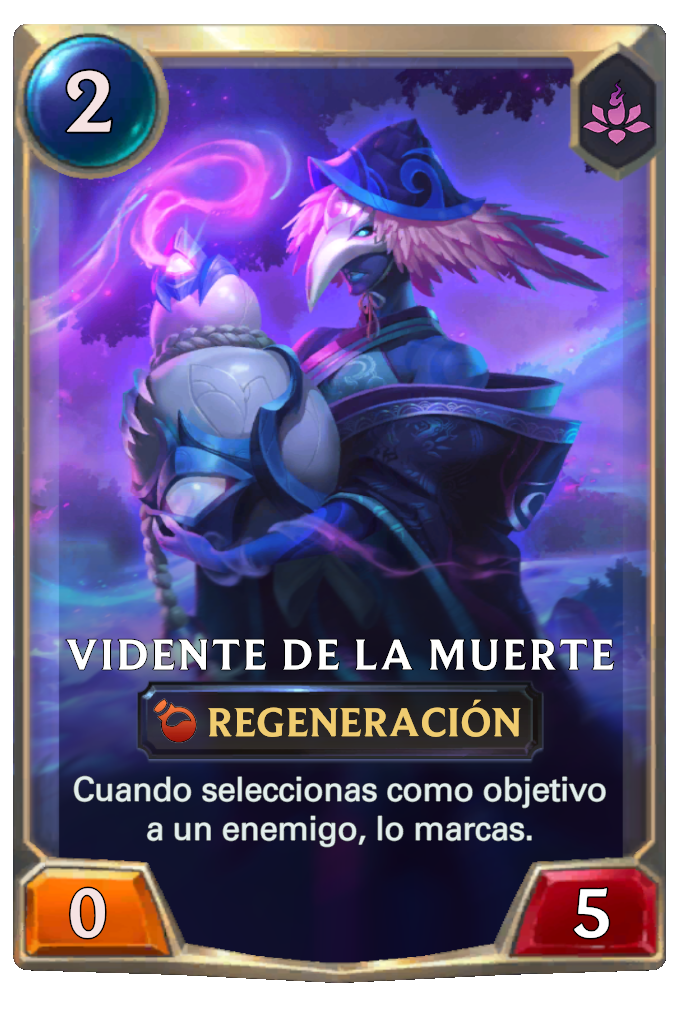 2
VIDENTE DE LA MUERTE
REGENERACIÓN
Cuando seleccionas como objetivo
a un enemigo, lo marcas.
0
5